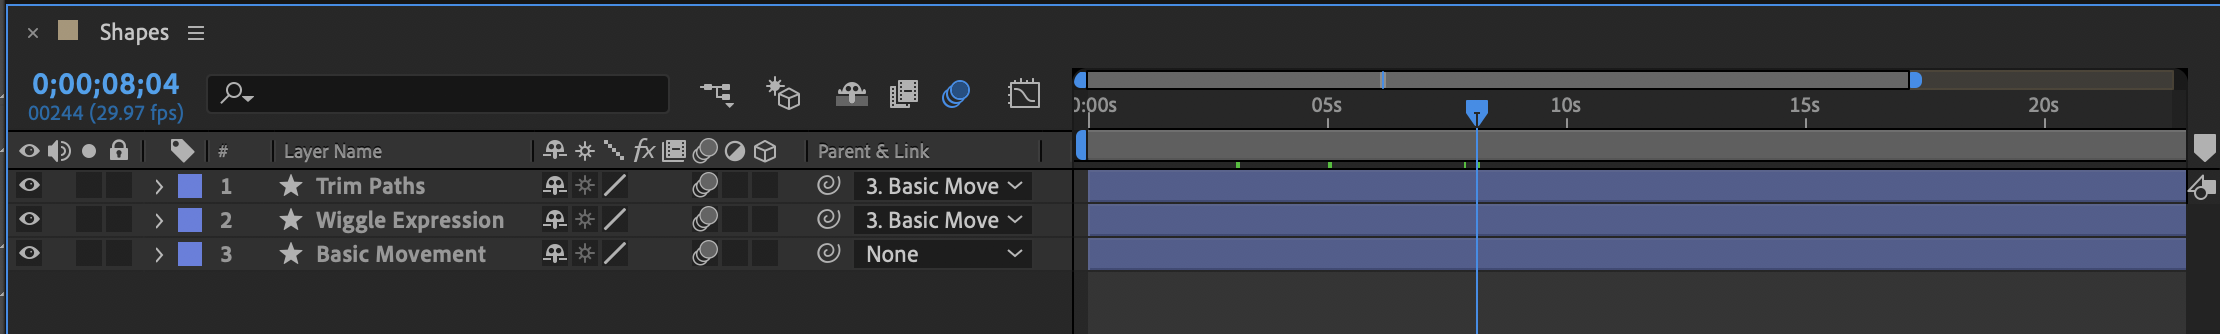 Shapes
0;00;08;04
00244 (29.97 fps)
0:00s 05s 10s 15s 20s
# Layer Name fx Parent & Link
1 Trim Paths 3. Basic Move
2 Wiggle Expression 3. Basic Move
3 Basic Movement None